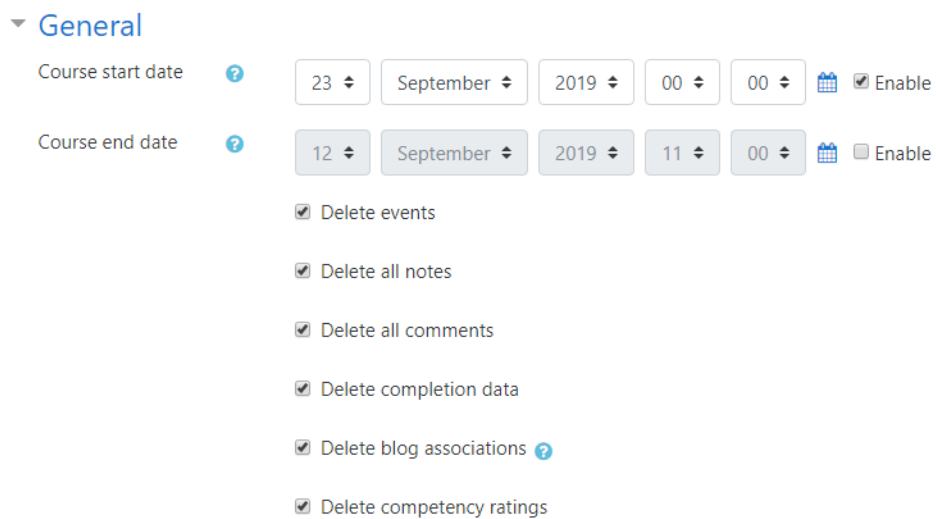 General
Course start date ? 23 September 2019 00 00 Enable
Course end date ? 12 September 2019 11 00 Enable
Delete events
Delete all notes
Delete all comments
Delete completion data
Delete blog associations ?
Delete competency ratings